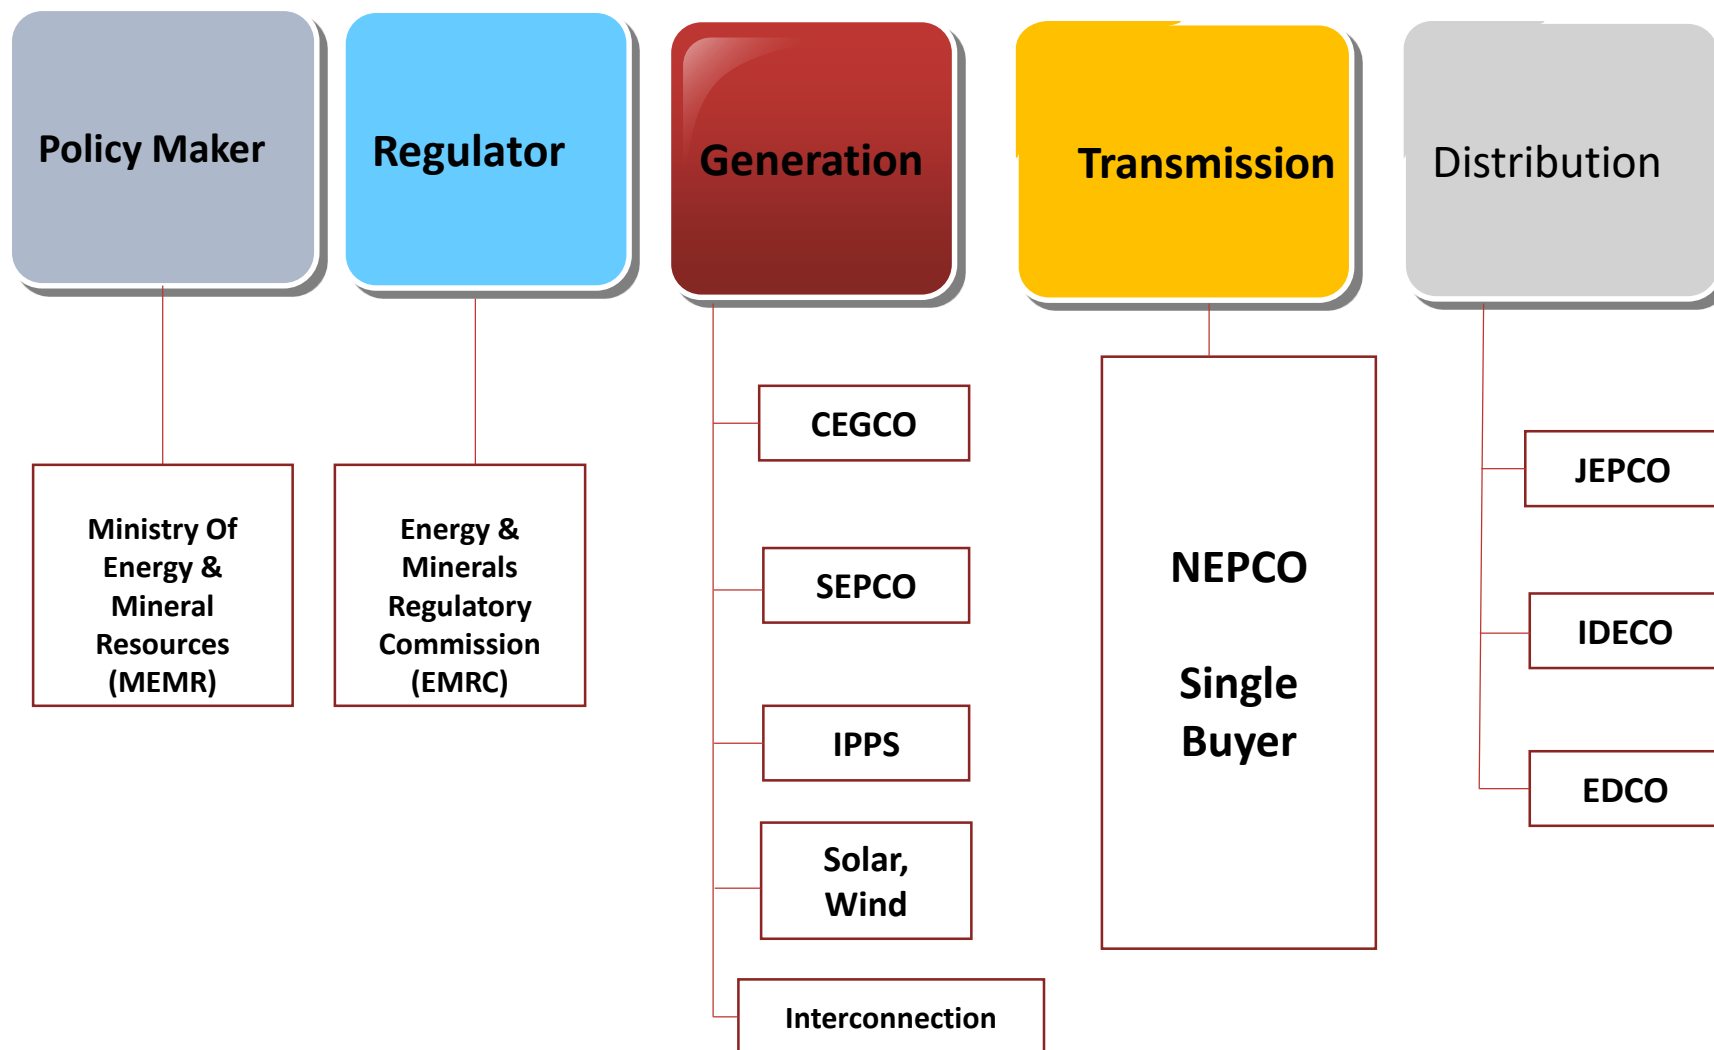 Policy Maker
Regulator
Generation
Transmission
Distribution
Ministry Of
Energy &
Mineral
Resources
(MEMR)
Energy &
Minerals
Regulatory
Commission
(EMRC)
CEGCO
SEPCO
IPPS
Solar,
Wind
Interconnection
NEPCO
Single
Buyer
JEPCO
IDECO
EDCO